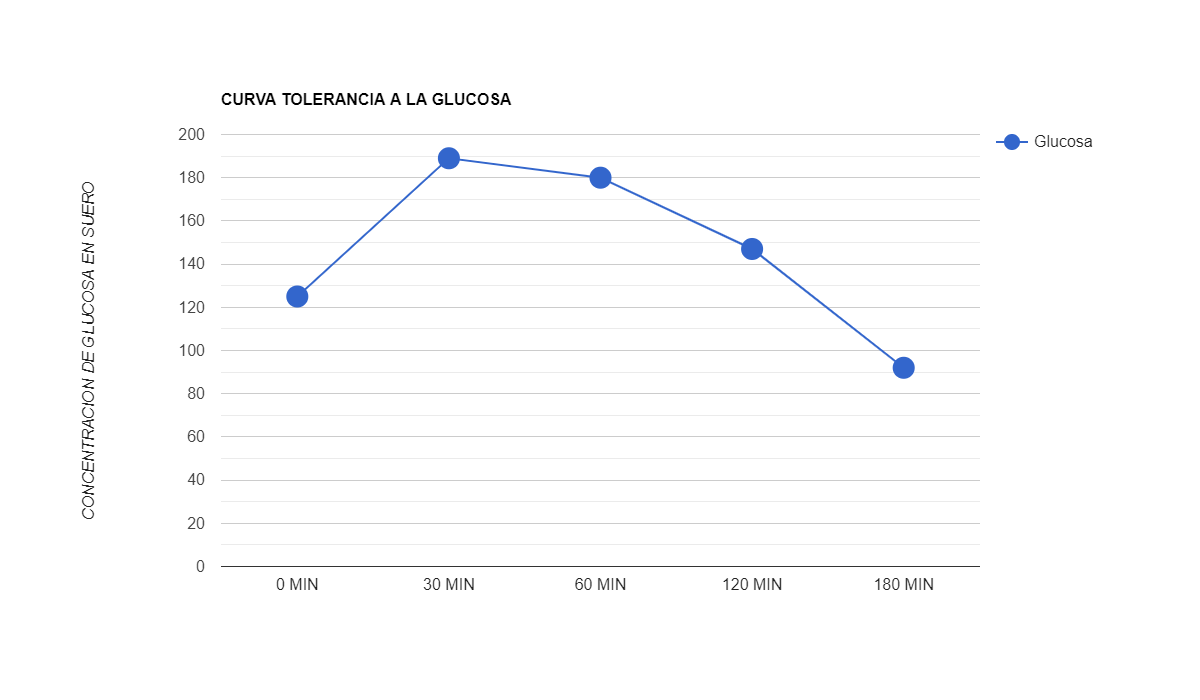 CURVA TOLERANCIA A LA GLUCOSA
Glucosa
CONCENTRACION DE GLUCOSA EN SUERO
200
180
160
140
120
100
80
60
40
20
0
0 MIN
30 MIN
60 MIN
120 MIN
180 MIN